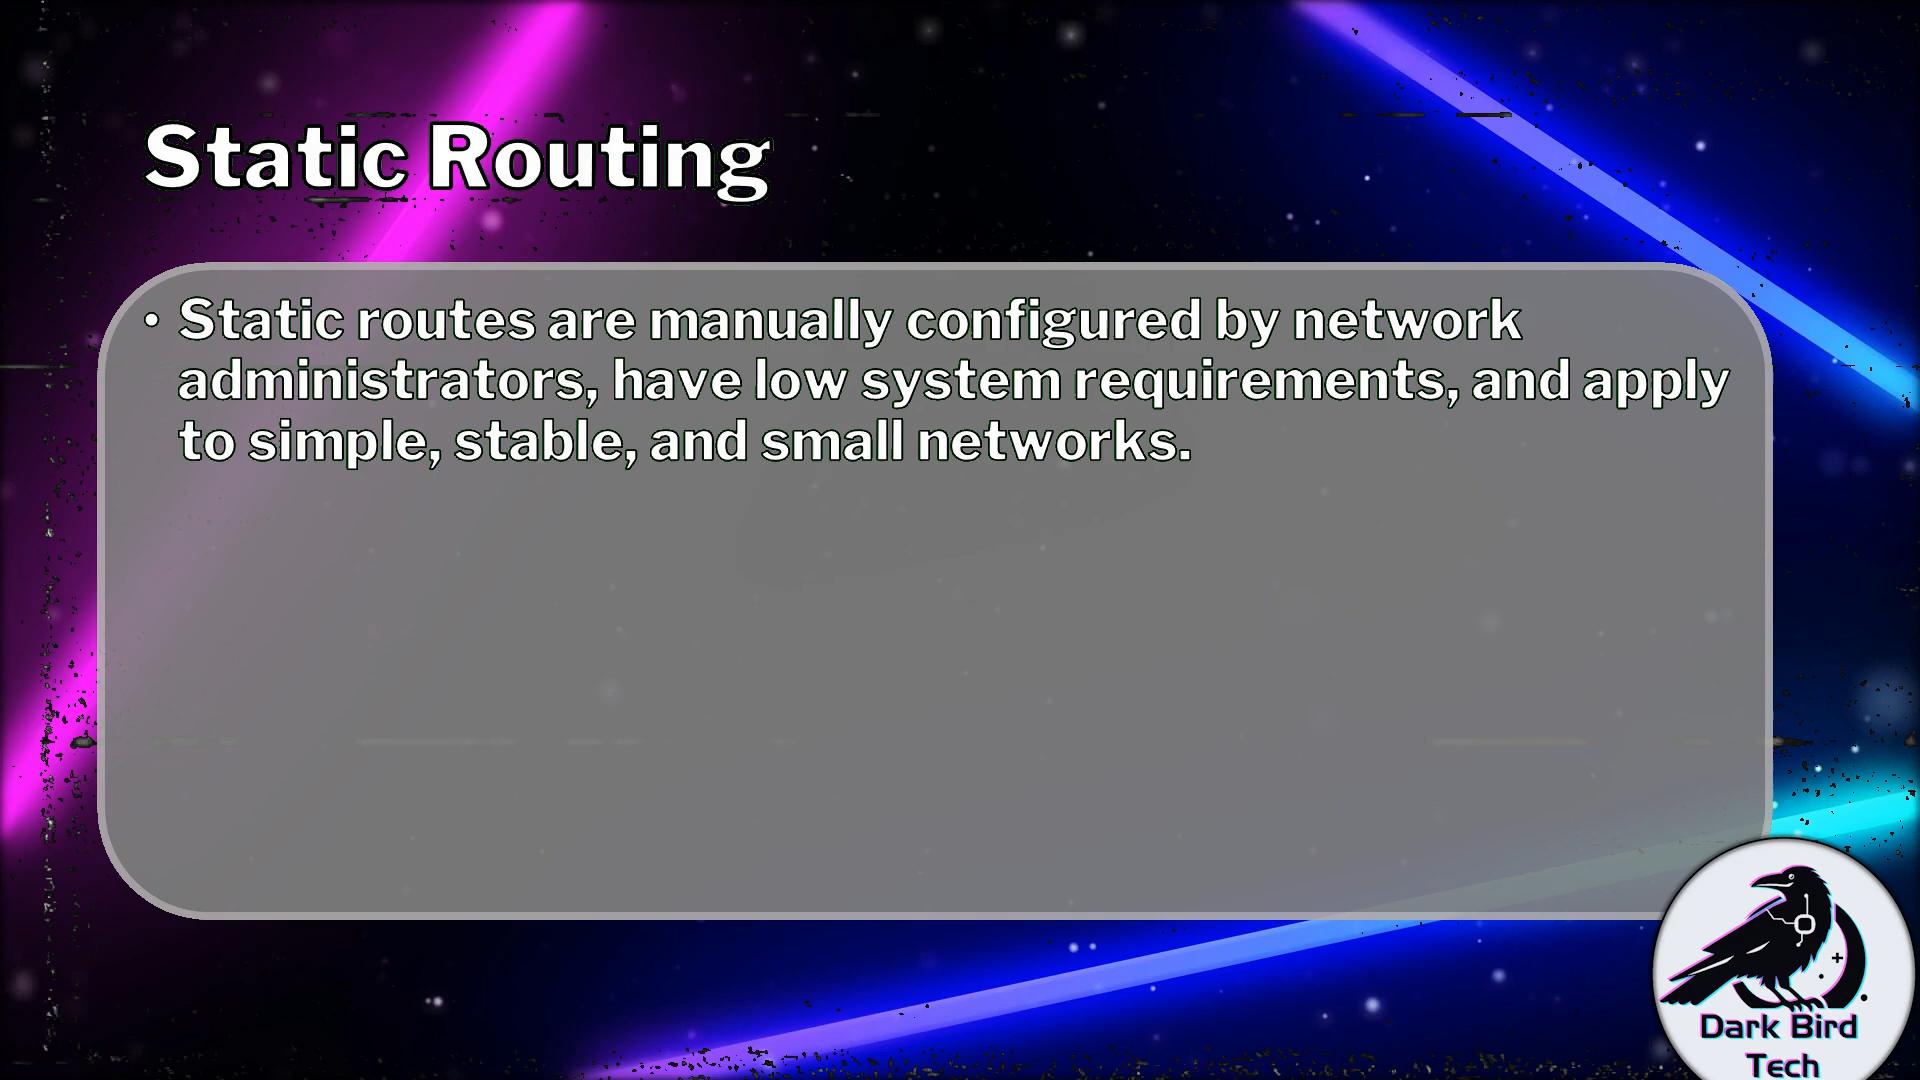 Static Routing
• Static routes are manually configured by network
administrators, have low system requirements, and apply
to simple, stable, and small networks.
Dark Bird
Tech